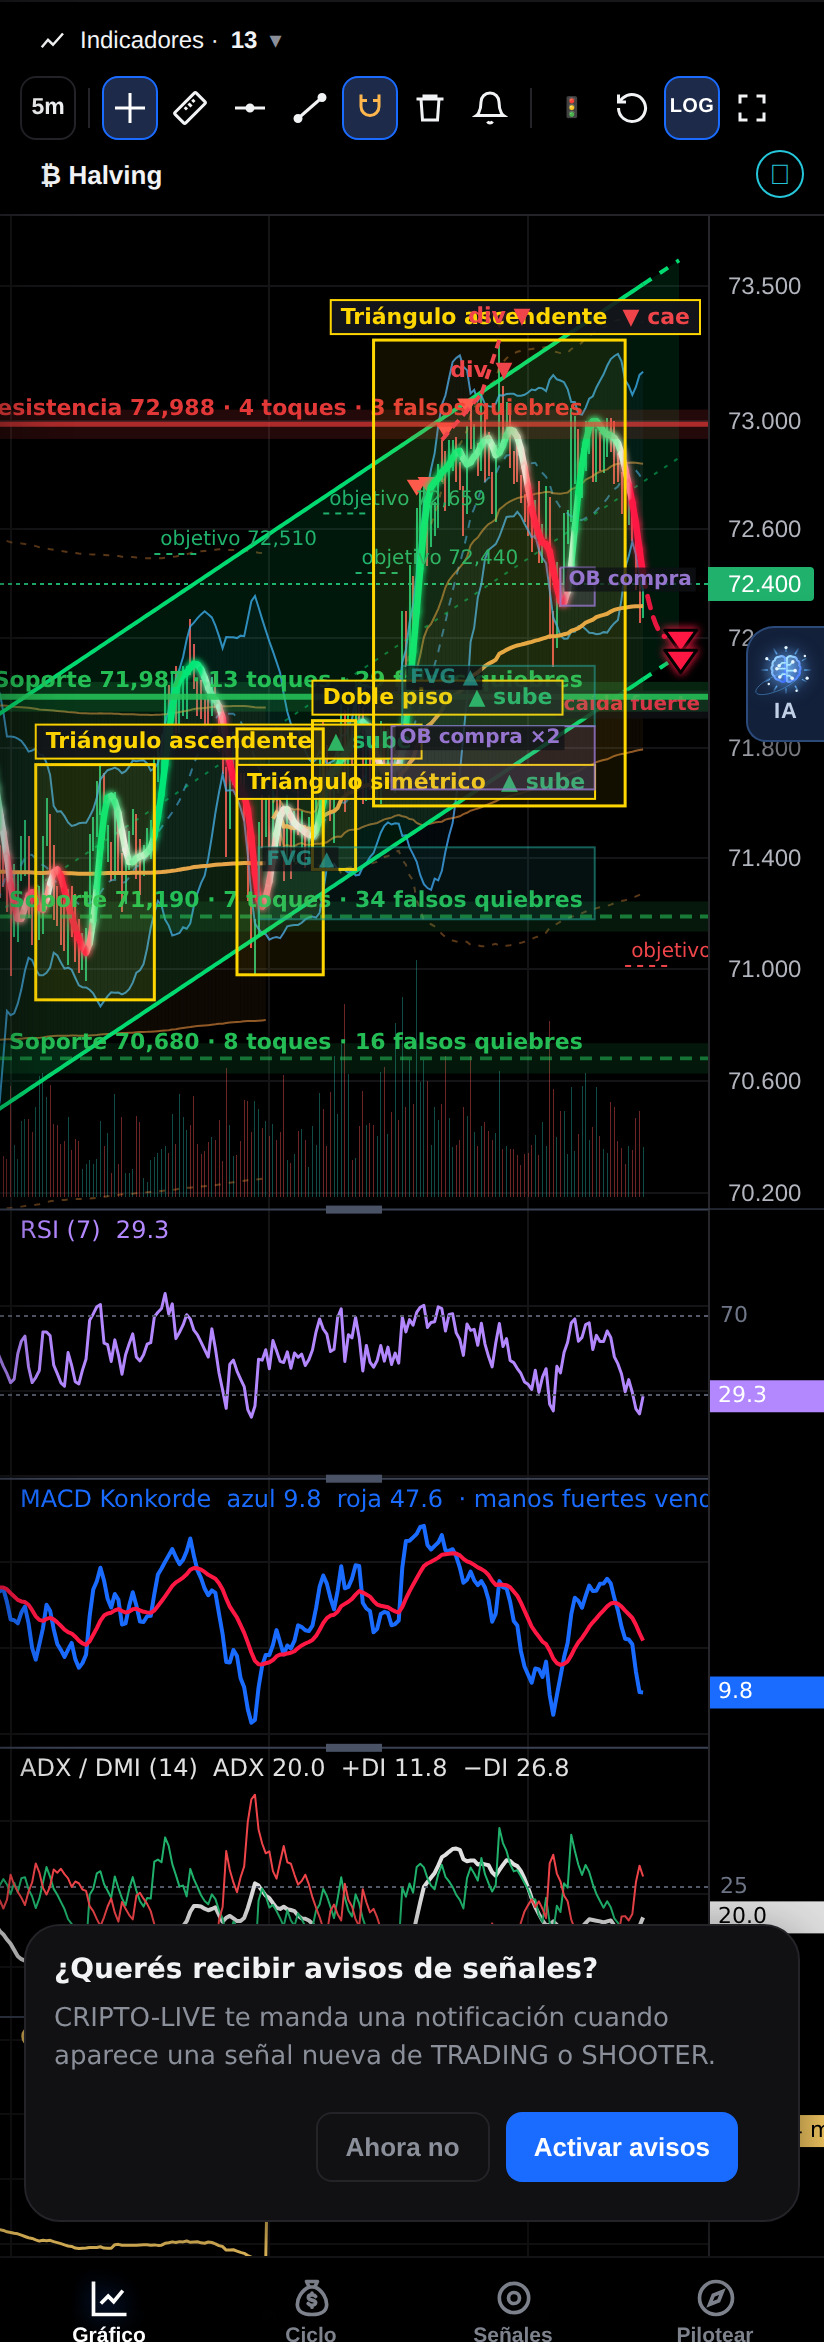 Indicadores · 13 ▾
5m
LOG
₿ Halving
73.500
Triángulo ascendente ▼ cae
div ▼
div ▼
esistencia 72,988 · 4 toques · 3 falsos quiebres
73.000
objetivo 72,659
objetivo 72,510
72.600
objetivo 72,440
OB compra
72.400
72
IA
Soporte 71,98 13 toques
quiebres
FVG ▲
Doble piso ▲ sube
caída fuerte
Triángulo ascendente ▲ sube
OB compra ×2
71.800
Triángulo simétrico ▲ sube
FVG ▲
71.400
Soporte 71,190 · 7 toques · 34 falsos quiebres
objetivo
71.000
Soporte 70,680 · 8 toques · 16 falsos quiebres
70.600
70.200
RSI (7) 29.3
70
29.3
MACD Konkorde azul 9.8 roja 47.6 · manos fuertes vend
9.8
ADX / DMI (14) ADX 20.0 +DI 11.8 −DI 26.8
25
20.0
¿Querés recibir avisos de señales?
CRIPTO-LIVE te manda una notificación cuando
aparece una señal nueva de TRADING o SHOOTER.
Ahora no
Activar avisos
Gráfico
Ciclo
Señales
Pilotear